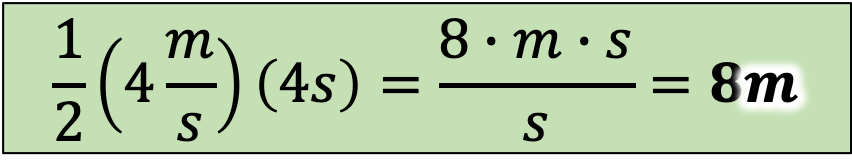 1/2 (4 m/s) (4s) = 8 · m · s / s = 8m